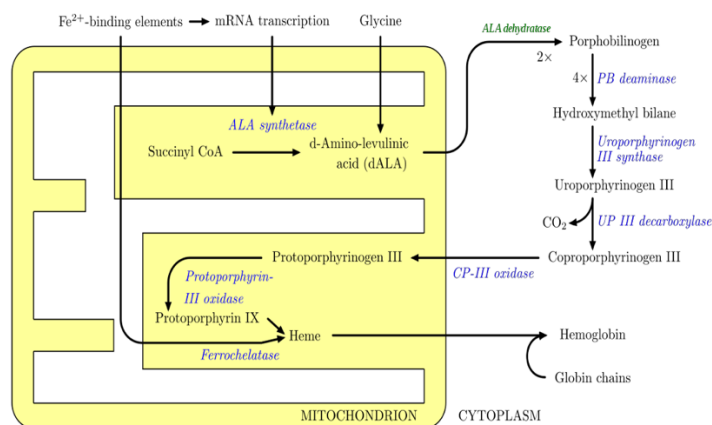 Fe²⁺-binding elements → mRNA transcription
Glycine
ALA dehydratase
2×
Porphobilinogen
4× PB deaminase
Hydroxymethyl bilane
ALA synthetase
Succinyl CoA
d-Amino-levulinic
acid (dALA)
Uroporphyrinogen
III synthase
Uroporphyrinogen III
CO₂
UP III decarboxylase
Coproporphyrinogen III
CP-III oxidase
Protoporphyrinogen III
Protoporphyrin-
III oxidase
Protoporphyrin IX
Heme
Ferrochelatase
Hemoglobin
Globin chains
MITOCHONDRION
CYTOPLASM